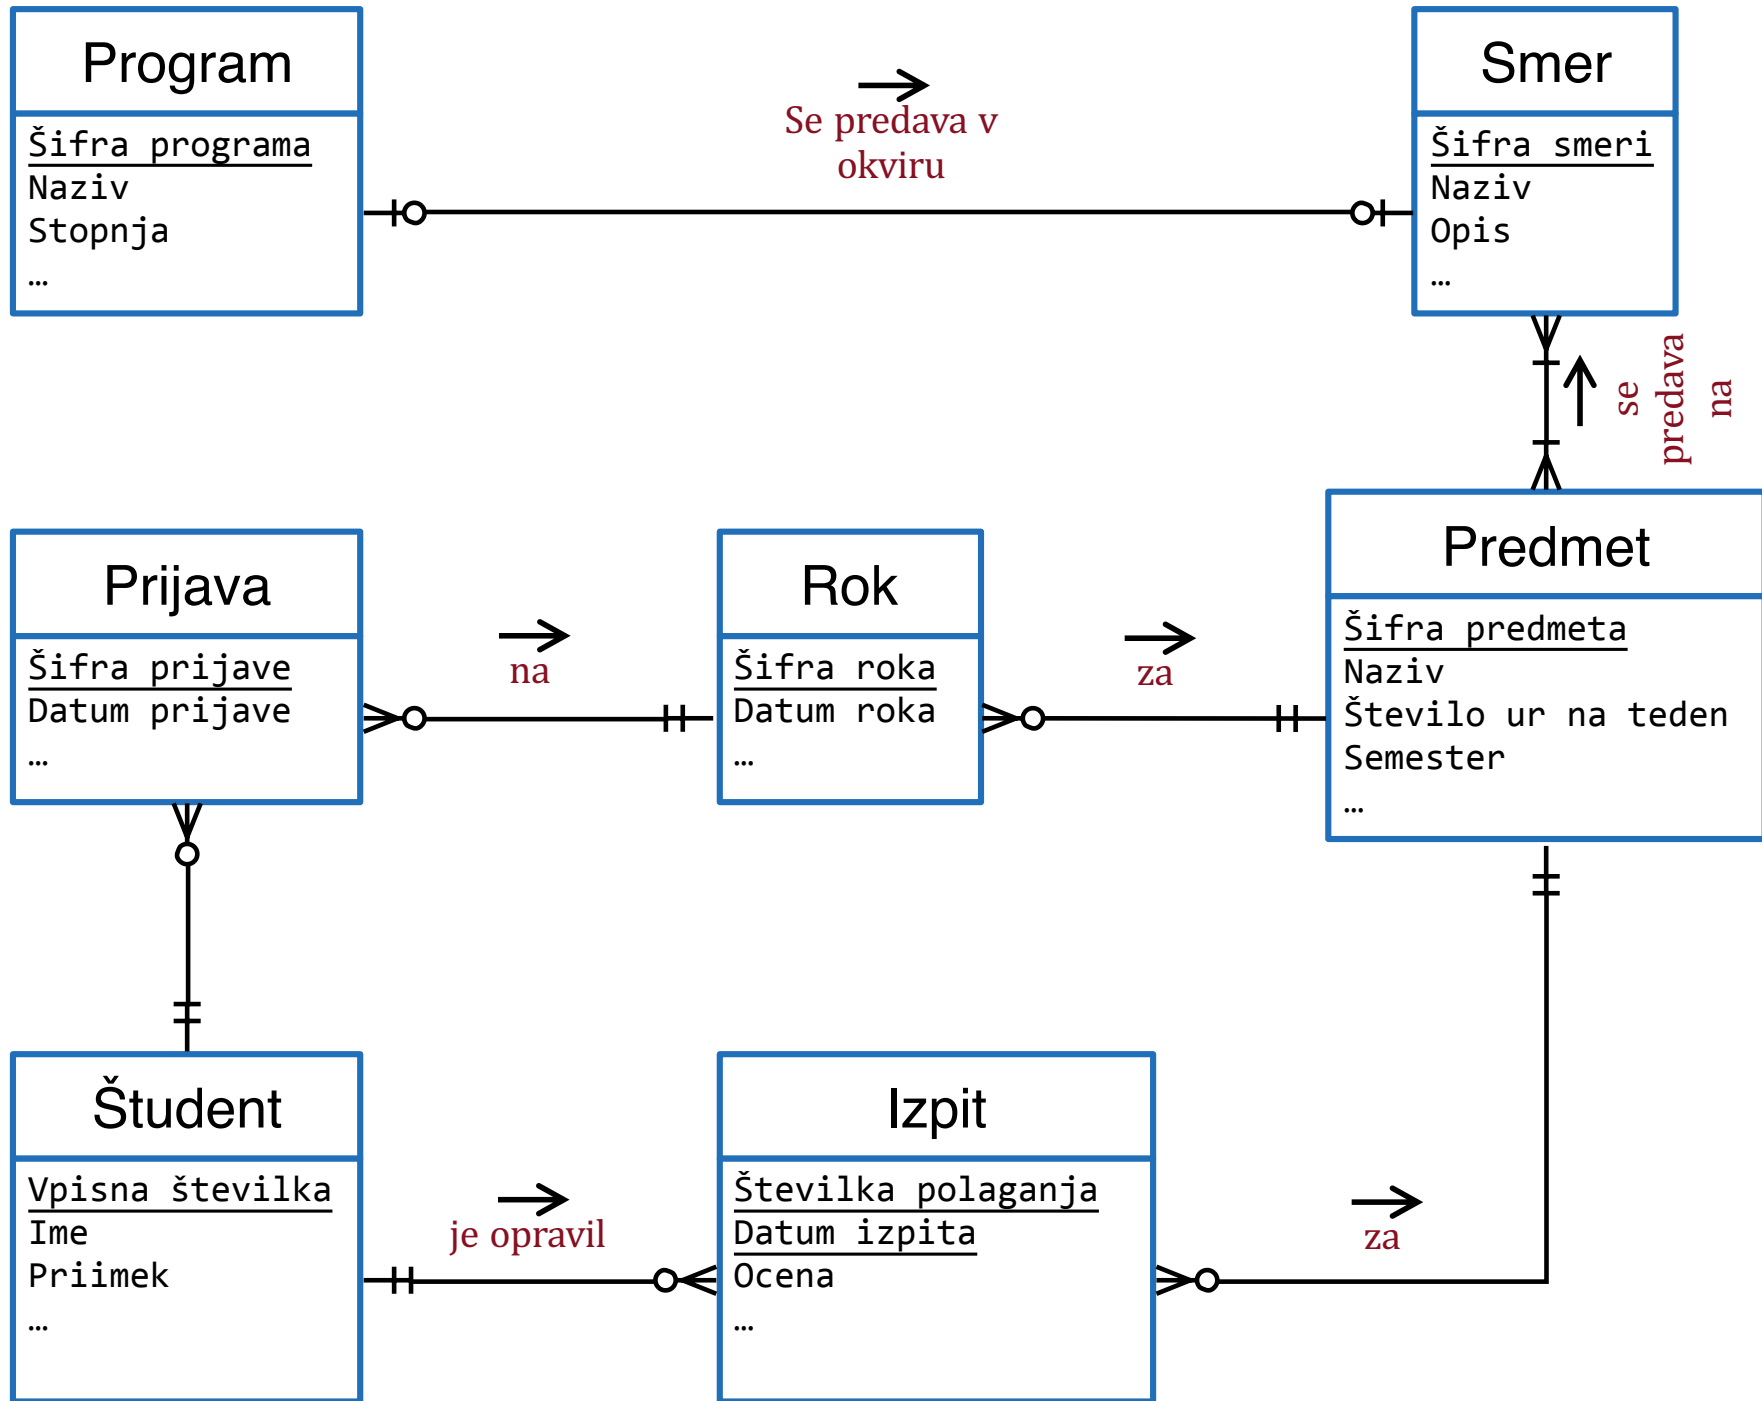 Program
Šifra programa
Naziv
Stopnja
…
Se predava v
okviru
Smer
Šifra smeri
Naziv
Opis
…
se
predava
na
Prijava
Šifra prijave
Datum prijave
…
na
Rok
Šifra roka
Datum roka
…
za
Predmet
Šifra predmeta
Naziv
Število ur na teden
Semester
…
Študent
Vpisna številka
Ime
Priimek
…
je opravil
Izpit
Številka polaganja
Datum izpita
Ocena
…
za